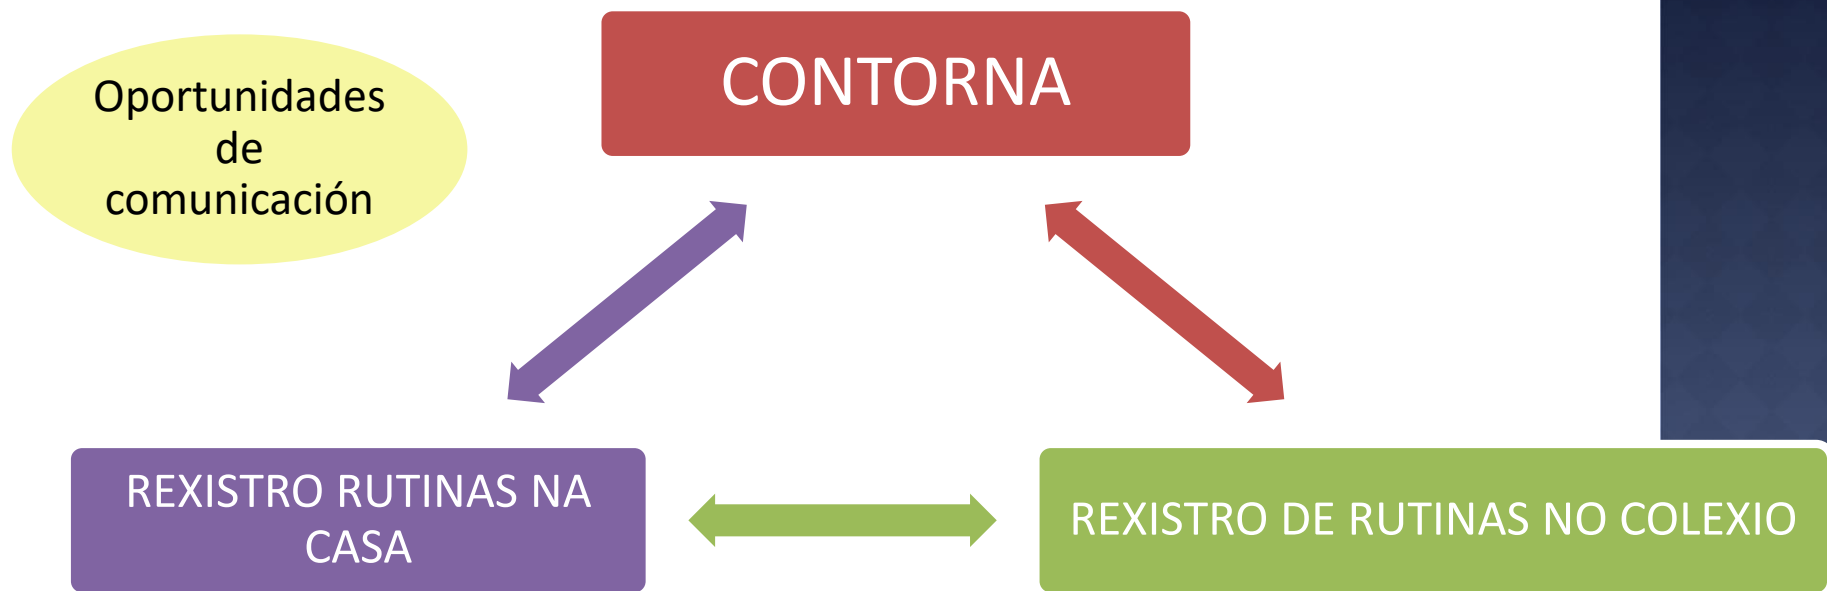 Oportunidades
de
comunicación
CONTORNA
REXISTRO RUTINAS NA
CASA
REXISTRO DE RUTINAS NO COLEXIO